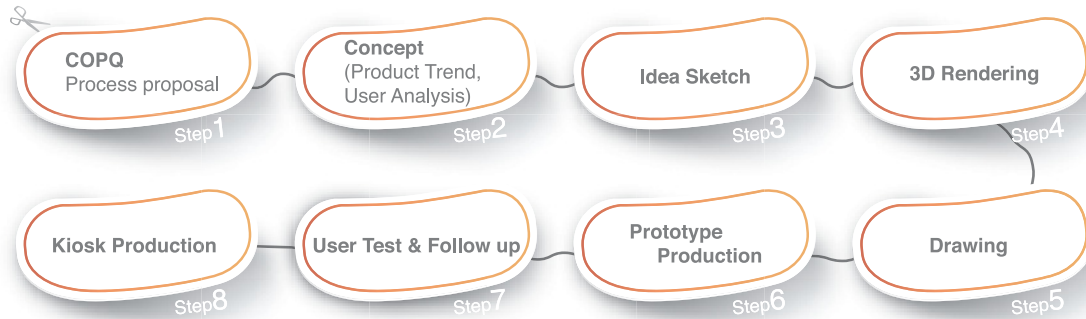 COPQ
Process proposal
Step1
Concept
(Product Trend,
User Analysis)
Step2
Idea Sketch
Step3
3D Rendering
Step4
Drawing
Step5
Prototype
Production
Step6
User Test & Follow up
Step7
Kiosk Production
Step8